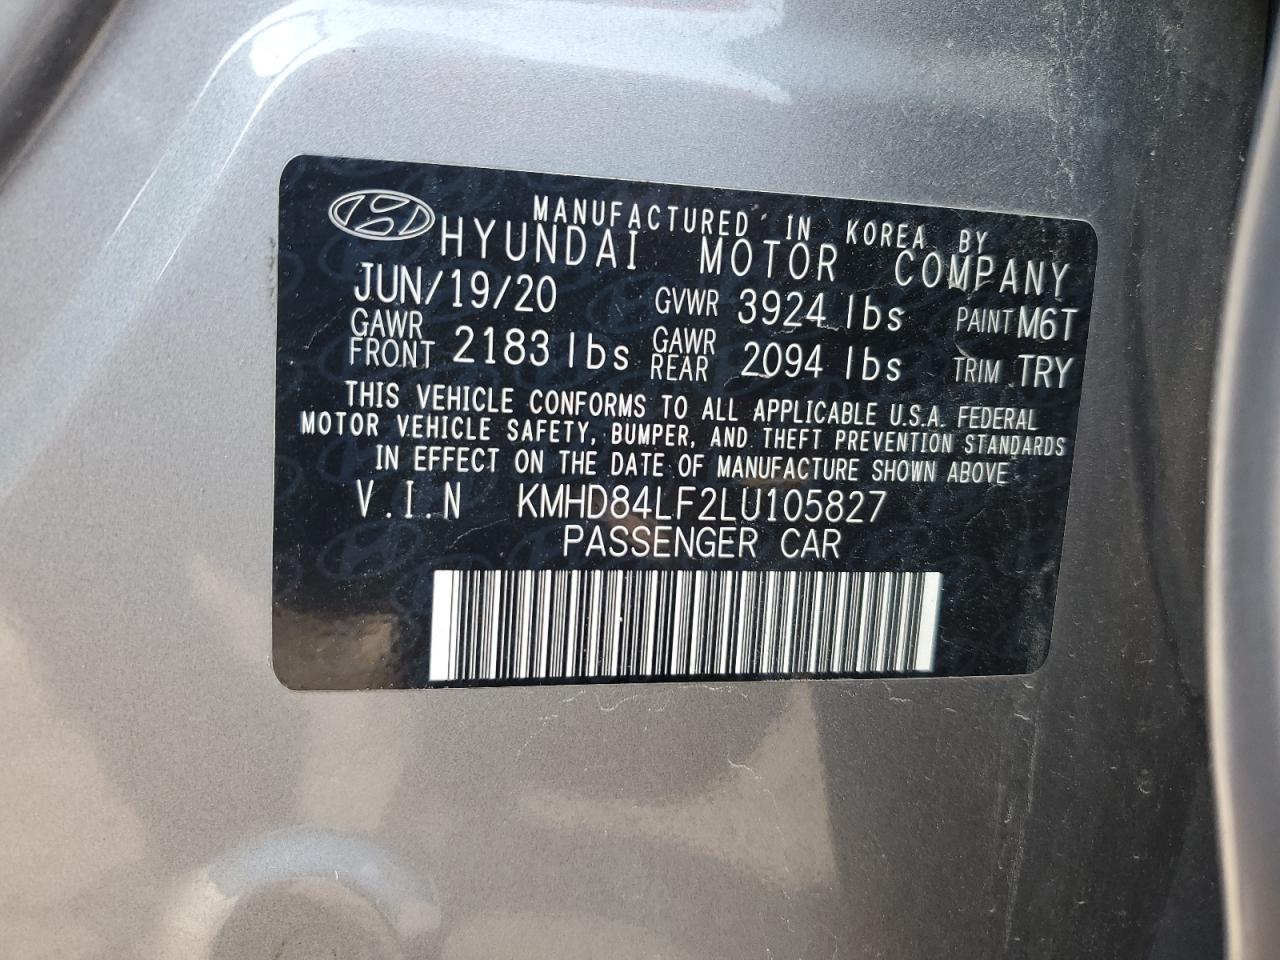 MANUFACTURED IN KOREA BY
HYUNDAI MOTOR COMPANY
JUN/19/20 GVWR 3924 lbs PAINT M6T
GAWR FRONT 2183 lbs GAWR REAR 2094 lbs TRIM TRY
THIS VEHICLE CONFORMS TO ALL APPLICABLE U.S.A. FEDERAL
MOTOR VEHICLE SAFETY, BUMPER, AND THEFT PREVENTION STANDARDS
IN EFFECT ON THE DATE OF MANUFACTURE SHOWN ABOVE
V.I.N KMHD84LF2LU105827
PASSENGER CAR